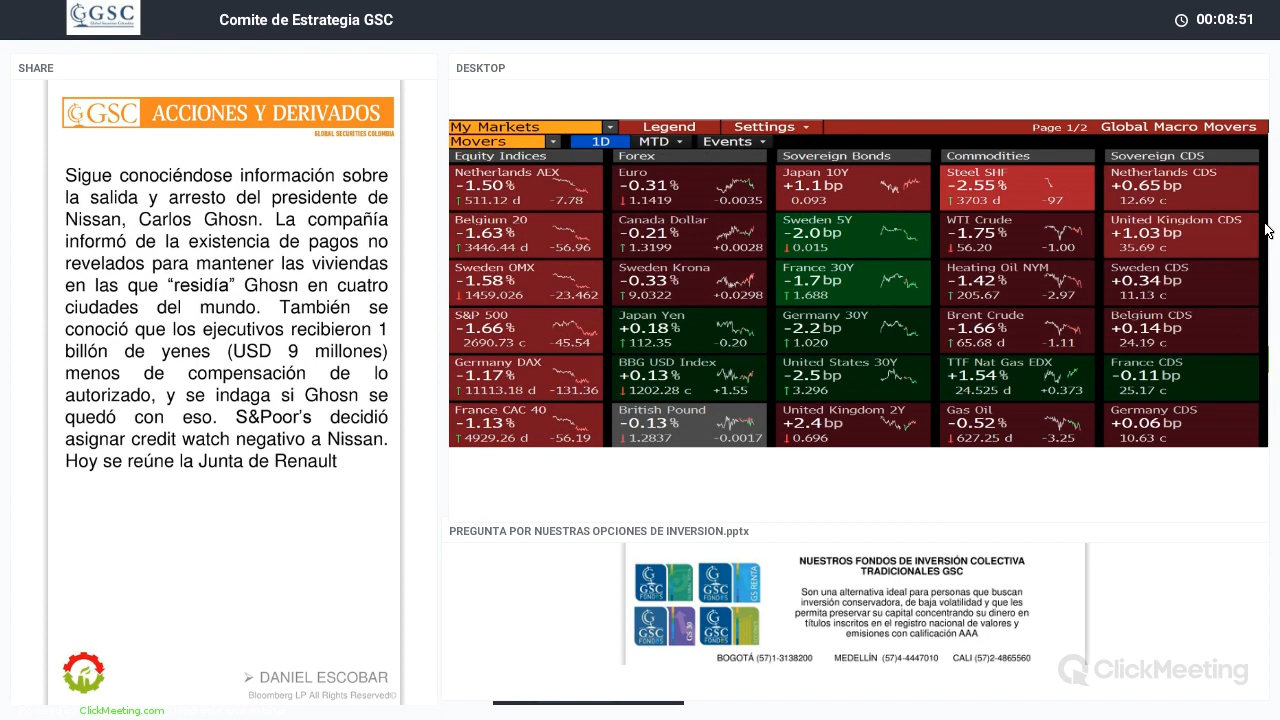 GSC
Global Securities Colombia
Comite de Estrategia GSC
00:08:51
SHARE
GSC ACCIONES Y DERIVADOS
GLOBAL SECURITIES COLOMBIA
Sigue conociéndose información sobre
la salida y arresto del presidente de
Nissan, Carlos Ghosn. La compañía
informó de la existencia de pagos no
revelados para mantener las viviendas
en las que “residía” Ghosn en cuatro
ciudades del mundo. También se
conoció que los ejecutivos recibieron 1
billón de yenes (USD 9 millones)
menos de compensación de lo
autorizado, y se indaga si Ghosn se
quedó con eso. S&Poor’s decidió
asignar credit watch negativo a Nissan.
Hoy se reúne la Junta de Renault
➢ DANIEL ESCOBAR
Bloomberg LP All Rights Reserved©
ClickMeeting.com
DESKTOP
My Markets Legend Settings Page 1/2 Global Macro Movers
Movers 1D MTD Events
Equity Indices Forex Sovereign Bonds Commodities Sovereign CDS
Netherlands AEX Euro Japan 10Y Steel SHF Netherlands CDS
-1.50% -0.31% +1.1bp -2.55% +0.65bp
↑511.12 d -7.78 ↓1.1419 -0.0035 0.093 ↑3703 d -97 12.69 c
Belgium 20 Canada Dollar Sweden 5Y WTI Crude United Kingdom CDS
-1.63% -0.21% -2.0bp -1.75% +1.03bp
↑3446.44 d -56.96 ↑1.3199 +0.0028 ↓0.015 ↓56.20 -1.00 35.69 c
Sweden OMX Sweden Krona France 30Y Heating Oil NYM Sweden CDS
-1.58% -0.33% -1.7bp -1.42% +0.34bp
↓1459.026 -23.462 ↑9.0322 +0.0298 ↑1.688 ↑205.67 -2.97 11.13 c
S&P 500 Japan Yen Germany 30Y Brent Crude Belgium CDS
-1.66% +0.18% -2.2bp -1.66% +0.14bp
2690.73 c -45.54 ↑112.35 -0.20 ↑1.020 ↑65.68 d -1.11 24.19 c
Germany DAX BBG USD Index United States 30Y TTF Nat Gas EDX France CDS
-1.17% +0.13% -2.5bp +1.54% -0.11bp
↑11113.18 d -131.36 ↓1202.28 c +1.55 ↑3.296 24.525 d +0.373 25.17 c
France CAC 40 British Pound United Kingdom 2Y Gas Oil Germany CDS
-1.13% -0.13% +2.4bp -0.52% +0.06bp
↑4929.26 d -56.19 ↓1.2837 -0.0017 ↓0.696 ↓627.25 d -3.25 10.63 c
PREGUNTA POR NUESTRAS OPCIONES DE INVERSION.pptx
GSC FONDOS GSC FONDOS GS RENTA
GSC FONDOS GS 30 GSC FONDOS
NUESTROS FONDOS DE INVERSIÓN COLECTIVA
TRADICIONALES GSC
Son una alternativa ideal para personas que buscan
inversión conservadora, de baja volatilidad y que les
permita preservar su capital concentrando su dinero en
títulos inscritos en el registro nacional de valores y
emisiones con calificación AAA
BOGOTÁ (57)1-3138200 MEDELLÍN (57)4-4447010 CALI (57)2-4865560
ClickMeeting